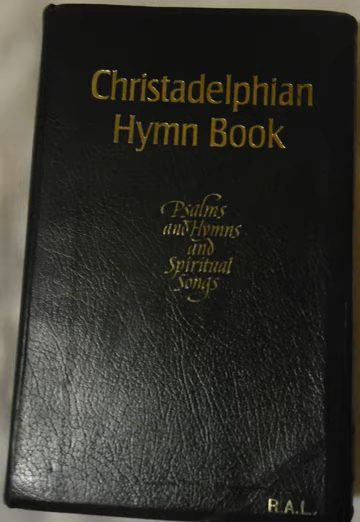 Christadelphian
Hymn Book
Psalms
and Hymns
and
Spiritual
Songs
R.A.L.